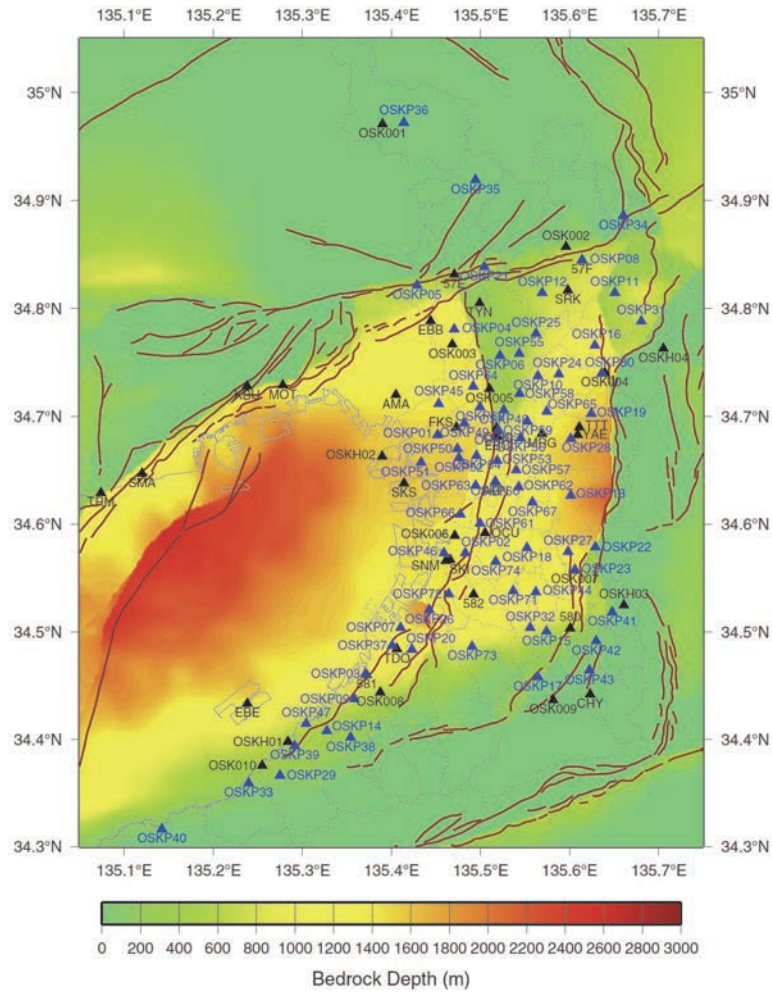 135.1°E 135.2°E 135.3°E 135.4°E 135.5°E 135.6°E 135.7°E
35°N 35°N
OSKP36
OSK001
34.9°N 34.9°N
OSKP35
OSKP34
OSK002
57E
57F OSKP08
OSKP05
OSKP12 OSKP11
34.8°N 34.8°N
TYN SRK
OSKP31
EBB OSKP04 OSKP25
OSK003 OSKP55 OSKP16
OSKH04
OSKP06 OSKP24
OSK004
KBU MOT
OSKP10
AMA OSKP45 OSK005 OSKP58
OSKP65 OSKP19
34.7°N 34.7°N
FKS
OSKP01 TTT
YAE
OSKP28
OSKH02 OSKP50 OSKP53
OSKP51 OSKP57
THM SMA
SKS OSKP63 OSKP62
OSKP13
OSKP66 OSKP67
34.6°N 34.6°N
OSKP61
OSK006 OCU
OSKP46 OSKP02 OSKP27 OSKP22
SNM SKI OSKP18
OSKP74 OSK007 OSKP23
OSKP72 582 OSKP71 OSKP44 OSKH03
OSKP26 OSKP41
34.5°N 34.5°N
OSKP07 OSKP20 OSKP32 580
OSKP37 OSKP15
TDO OSKP73 OSKP42
OSKP03
581 OSKP17 OSKP43
OSKP09 OSK008 OSK009 CHY
EBE OSKP47
OSKP14
34.4°N 34.4°N
OSKH01 OSKP39 OSKP38
OSK010
OSKP29
OSKP33
OSKP40
34.3°N 34.3°N
135.1°E 135.2°E 135.3°E 135.4°E 135.5°E 135.6°E 135.7°E
0 200 400 600 800 1000 1200 1400 1600 1800 2000 2200 2400 2600 2800 3000
Bedrock Depth (m)